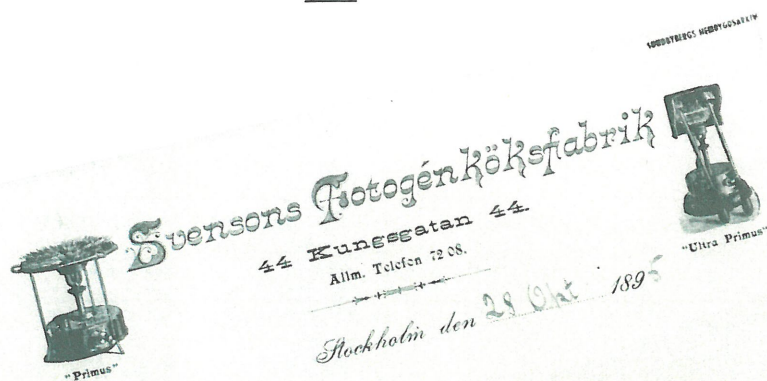 SUNDBYBERGS HEMBYGDSARKIV
Svensons Fotogénköksfabrik
44 Kungsgatan 44.
Allm. Telefon 72 08.
Stockholm den 28 Okt. 1895
"Primus"
"Ultra Primus"